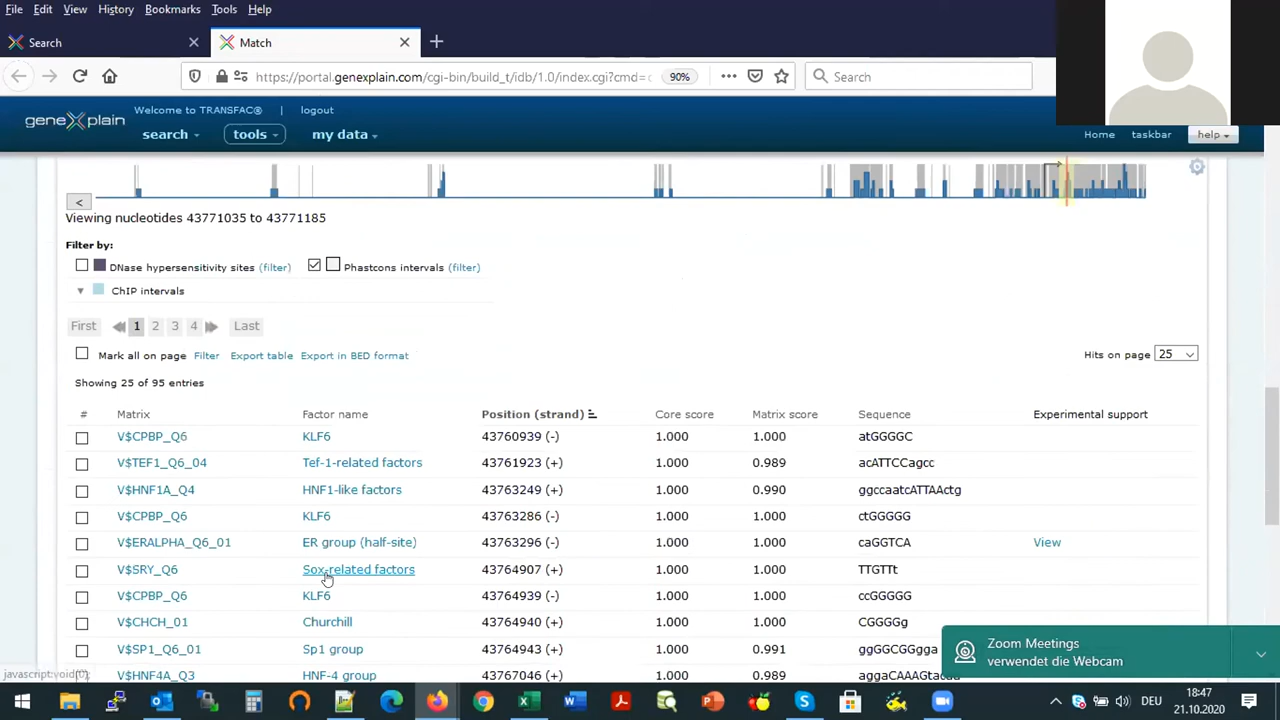 File Edit View History Bookmarks Tools Help
Search × Match × +
https://portal.genexplain.com/cgi-bin/build_t/idb/1.0/index.cgi?cmd= 90% Search
geneXplain Welcome to TRANSFAC® | logout
search tools my data Home taskbar help
<
Viewing nucleotides 43771035 to 43771185
Filter by:
DNase hypersensitivity sites (filter) Phastcons intervals (filter)
ChIP intervals
First 1 2 3 4 Last
Mark all on page Filter Export table Export in BED format Hits on page 25
Showing 25 of 95 entries
# Matrix Factor name Position (strand) Core score Matrix score Sequence Experimental support
V$CPBP_Q6 KLF6 43760939 (-) 1.000 1.000 atGGGGC
V$TEF1_Q6_04 Tef-1-related factors 43761923 (+) 1.000 0.989 acATTCCagcc
V$HNF1A_Q4 HNF1-like factors 43763249 (+) 1.000 0.990 ggccaatcATTAActg
V$CPBP_Q6 KLF6 43763286 (-) 1.000 1.000 ctGGGGG
V$ERALPHA_Q6_01 ER group (half-site) 43763296 (-) 1.000 1.000 caGGTCA View
V$SRY_Q6 Sox-related factors 43764907 (+) 1.000 1.000 TTGTTt
V$CPBP_Q6 KLF6 43764939 (-) 1.000 1.000 ccGGGGG
V$CHCH_01 Churchill 43764940 (+) 1.000 1.000 CGGGGg
V$SP1_Q6_01 Sp1 group 43764943 (+) 1.000 0.991 ggGGCGGgga
V$HNF4A_Q3 HNF-4 group 43767046 (+) 1.000 0.989
Zoom Meetings
verwendet die Webcam
javascript:void(0);
DEU 18:47
21.10.2020